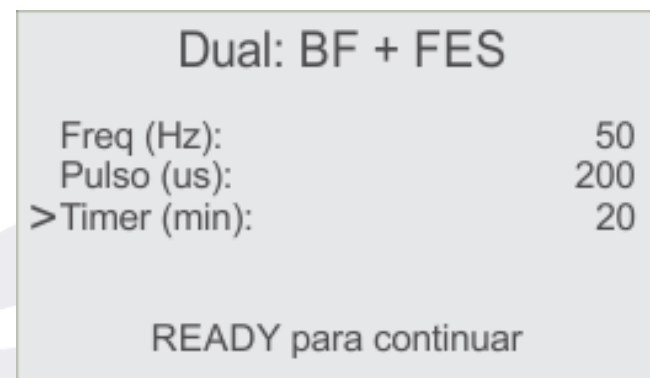 Dual: BF + FES
Freq (Hz): 50
Pulso (us): 200
>Timer (min): 20
READY para continuar